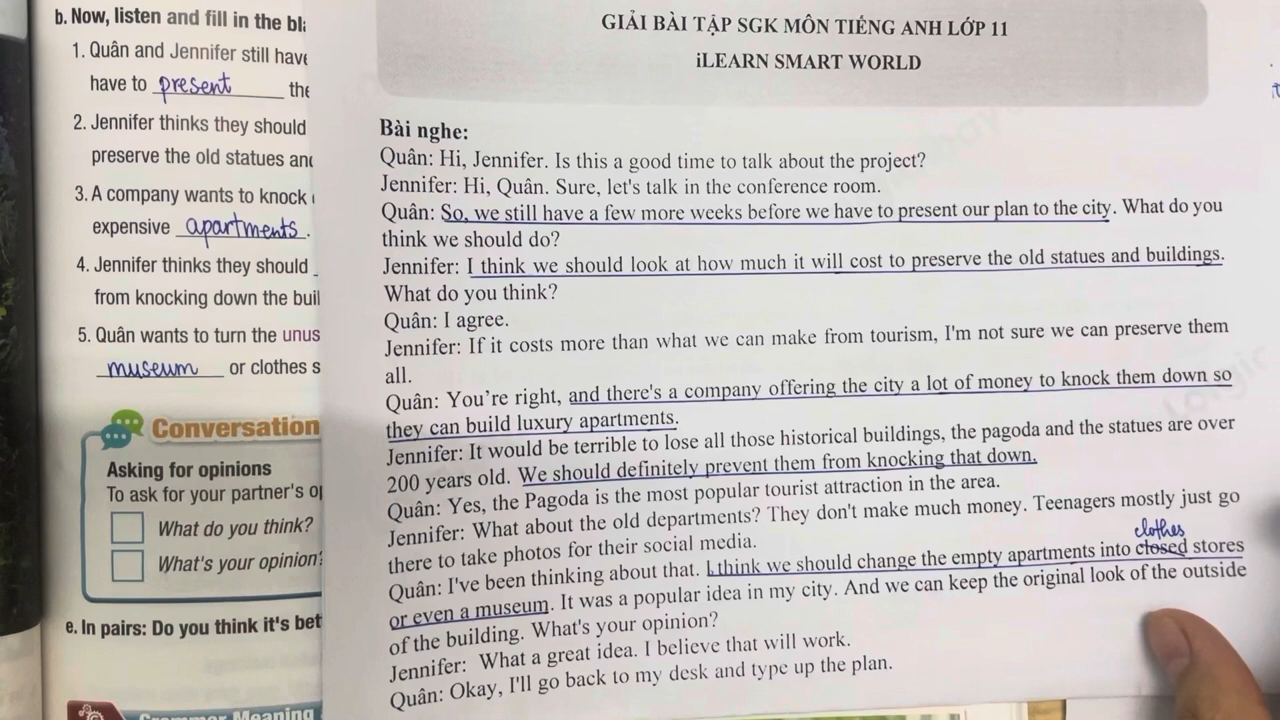 b. Now, listen and fill in the bla
1. Quân and Jennifer still have
have to present the
2. Jennifer thinks they should
preserve the old statues and
3. A company wants to knock
expensive apartments.
4. Jennifer thinks they should
from knocking down the buil
5. Quân wants to turn the unus
museum or clothes s
Conversation
Asking for opinions
To ask for your partner's op
What do you think?
What's your opinion?
e. In pairs: Do you think it's bet
Grammar Meaning
GIẢI BÀI TẬP SGK MÔN TIẾNG ANH LỚP 11
iLEARN SMART WORLD
Bài nghe:
Quân: Hi, Jennifer. Is this a good time to talk about the project?
Jennifer: Hi, Quân. Sure, let's talk in the conference room.
Quân: So, we still have a few more weeks before we have to present our plan to the city. What do you
think we should do?
Jennifer: I think we should look at how much it will cost to preserve the old statues and buildings.
What do you think?
Quân: I agree.
Jennifer: If it costs more than what we can make from tourism, I'm not sure we can preserve them
all.
Quân: You're right, and there's a company offering the city a lot of money to knock them down so
they can build luxury apartments.
Jennifer: It would be terrible to lose all those historical buildings, the pagoda and the statues are over
200 years old. We should definitely prevent them from knocking that down.
Quân: Yes, the Pagoda is the most popular tourist attraction in the area.
Jennifer: What about the old departments? They don't make much money. Teenagers mostly just go
there to take photos for their social media.
clothes
Quân: I've been thinking about that. I think we should change the empty apartments into closed stores
or even a museum. It was a popular idea in my city. And we can keep the original look of the outside
of the building. What's your opinion?
Jennifer: What a great idea. I believe that will work.
Quân: Okay, I'll go back to my desk and type up the plan.